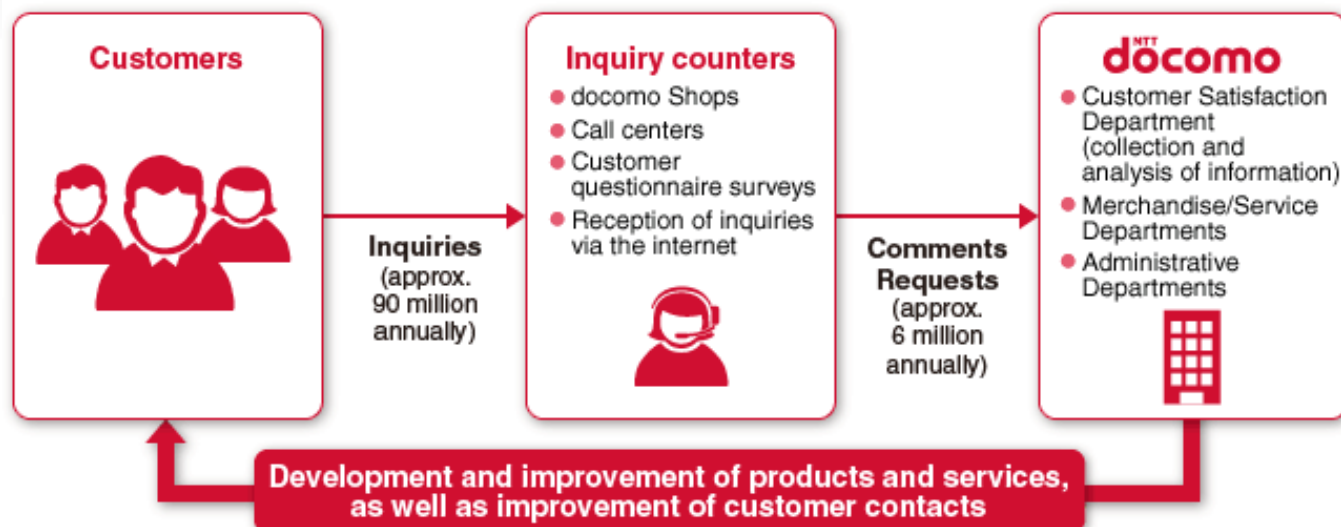 Customers
Inquiries
(approx.
90 million
annually)
Inquiry counters
docomo Shops
Call centers
Customer
questionnaire surveys
Reception of inquiries
via the internet
Comments
Requests
(approx.
6 million
annually)
NTT
döcomo
Customer Satisfaction
Department
(collection and
analysis of information)
Merchandise/Service
Departments
Administrative
Departments
Development and improvement of products and services,
as well as improvement of customer contacts